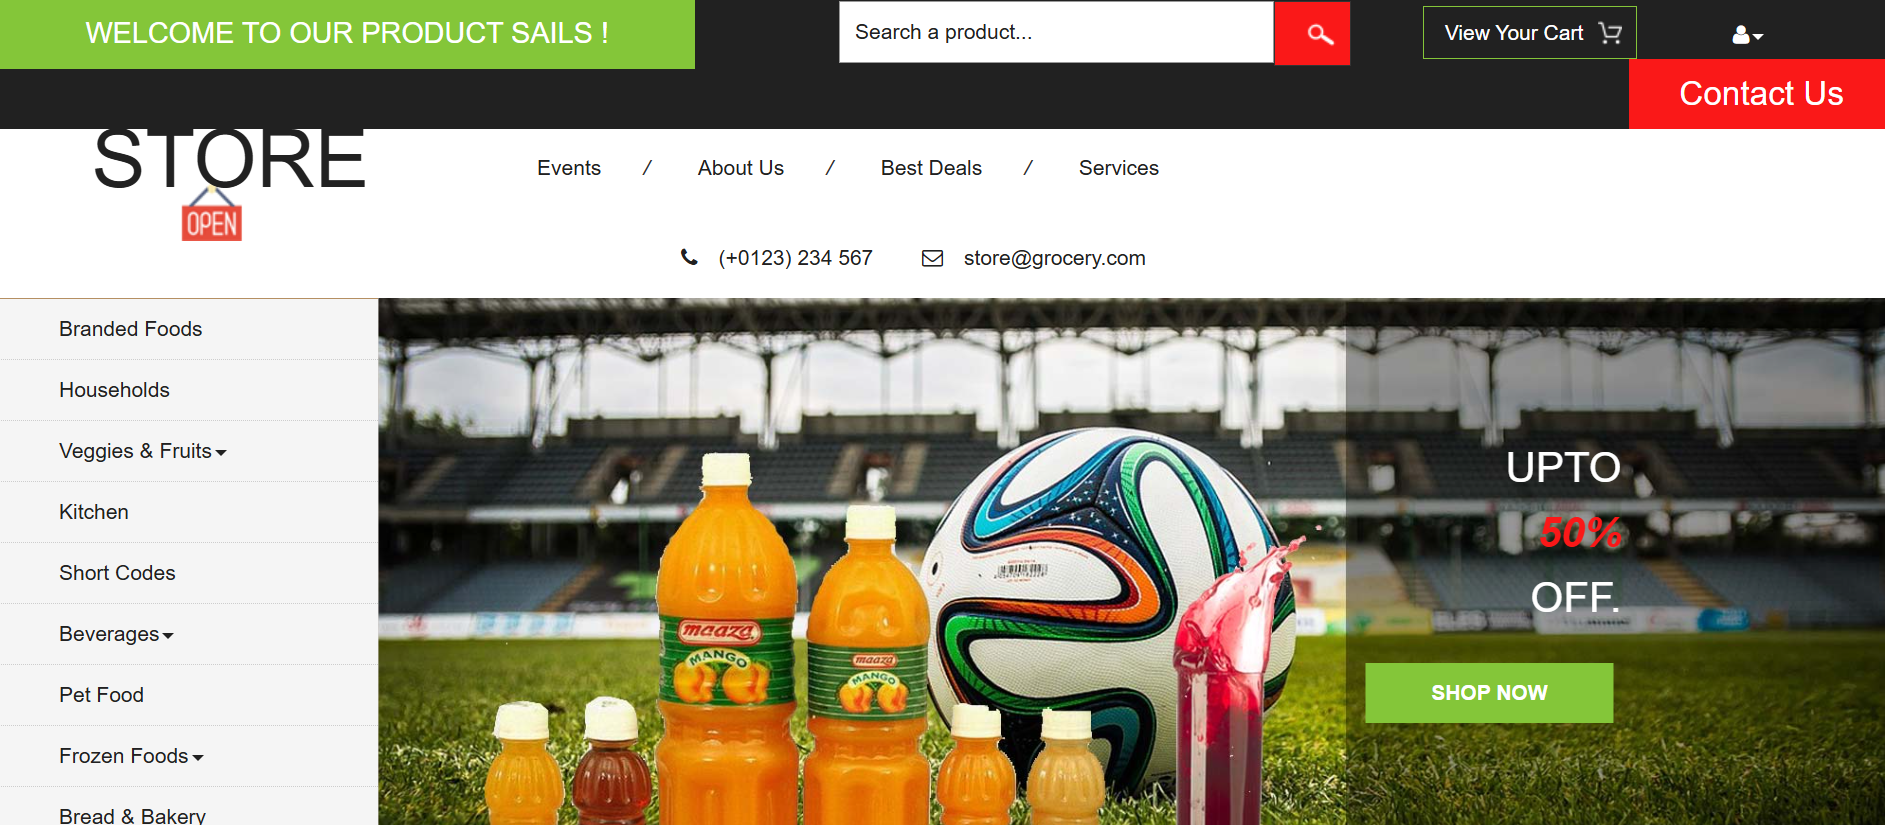 WELCOME TO OUR PRODUCT SAILS !
Search a product...
View Your Cart
Contact Us
STORE
OPEN
Events / About Us / Best Deals / Services
(+0123) 234 567
store@grocery.com
Branded Foods
Households
Veggies & Fruits
Kitchen
Short Codes
Beverages
Pet Food
Frozen Foods
Bread & Bakery
maaza
MANGO
maaza
MANGO
UPTO
50%
OFF.
SHOP NOW